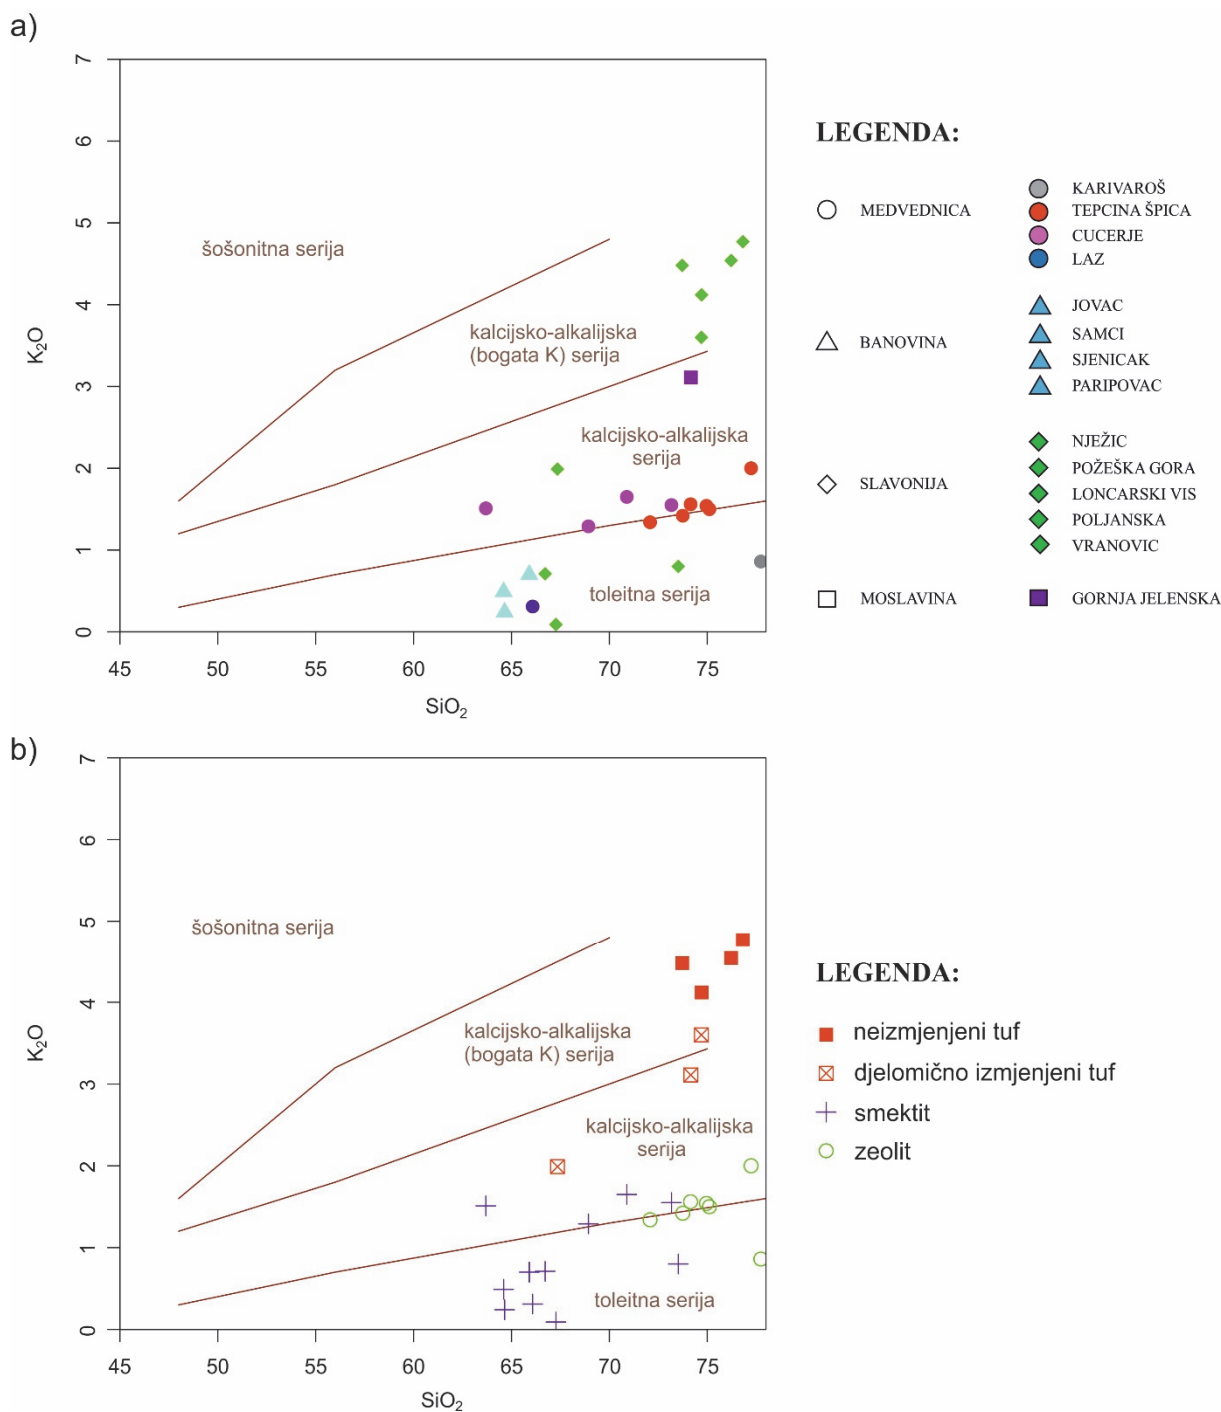 a)
7
6
5
4
3
2
1
0
K₂O
45 50 55 60 65 70 75
SiO₂
šošonitna serija
kalcijsko-alkalijska
(bogata K) serija
kalcijsko-alkalijska
serija
toleitna serija
LEGENDA:
MEDVEDNICA
KARIVAROŠ
TEPCINA ŠPICA
CUCERJE
LAZ
BANOVINA
JOVAC
SAMCI
SJENICAK
PARIPOVAC
SLAVONIJA
NJEŽIC
POŽEŠKA GORA
LONCARSKI VIS
POLJANSKA
VRANOVIC
MOSLAVINA
GORNJA JELENSKA
b)
7
6
5
4
3
2
1
0
K₂O
45 50 55 60 65 70 75
SiO₂
šošonitna serija
kalcijsko-alkalijska
(bogata K) serija
kalcijsko-alkalijska
serija
toleitna serija
LEGENDA:
neizmjenjeni tuf
djelomično izmjenjeni tuf
smektit
zeolit